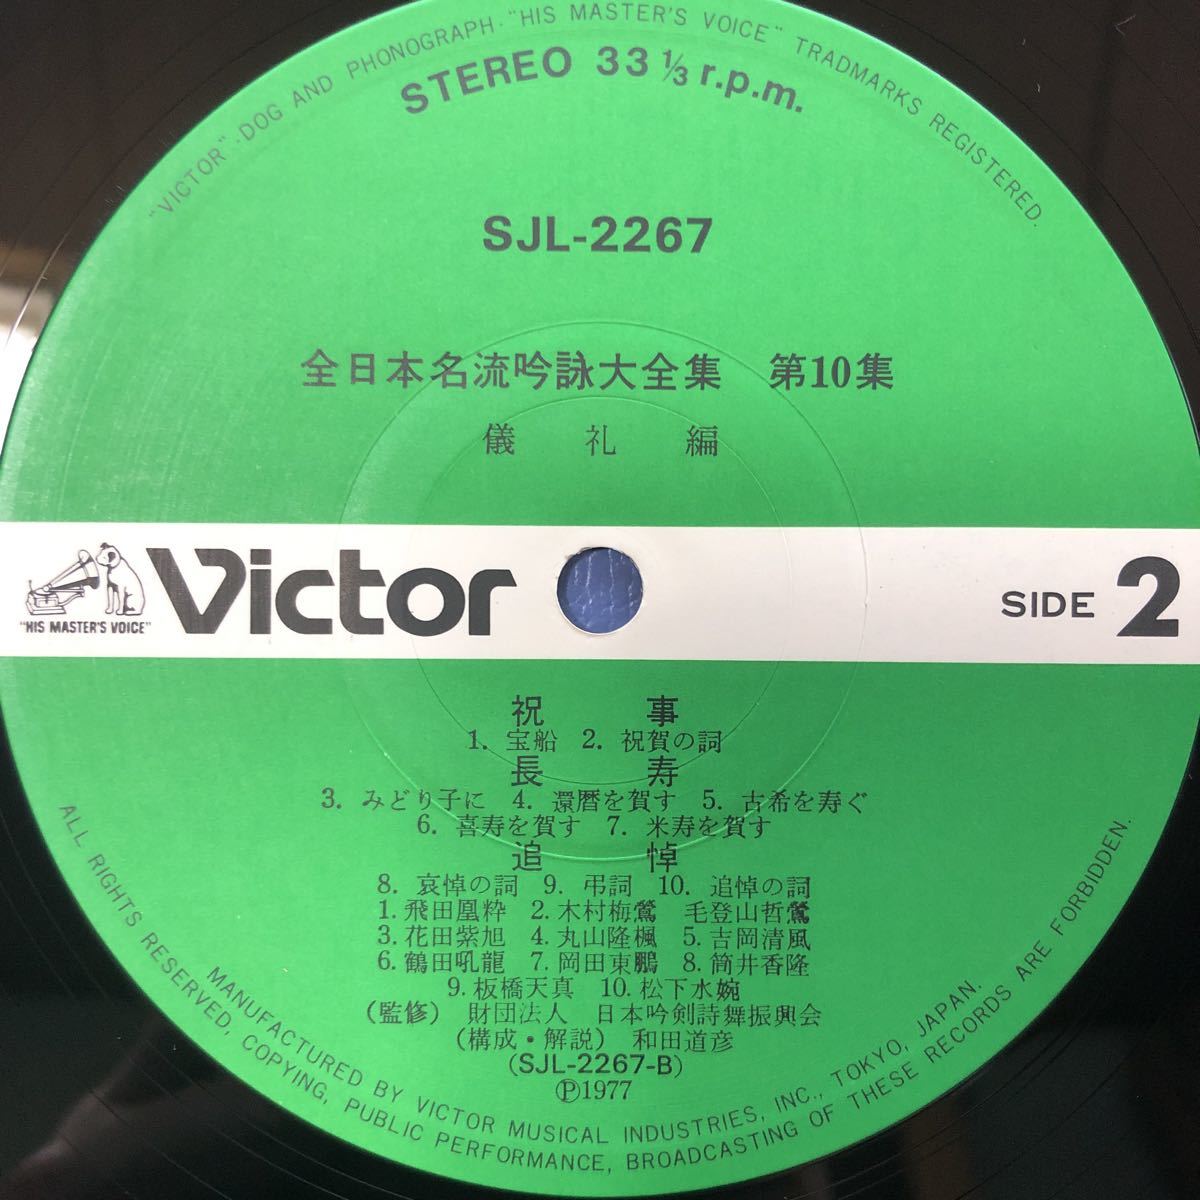 "VICTOR"·DOG AND PHONOGRAPH·"HIS MASTER'S VOICE" TRADMARKS REGISTERED
STEREO 33 1/3 r.p.m.
SJL-2267
全日本名流吟詠大全集 第10集
儀礼編
"HIS MASTER'S VOICE"
Victor
SIDE 2
祝事
1. 宝船 2. 祝賀の詞
長寿
3. みどり子に 4. 還暦を賀す 5. 古希を寿ぐ
6. 喜寿を賀す 7. 米寿を賀す
追悼
8. 哀悼の詞 9. 弔詞 10. 追悼の詞
1. 飛田凰粋 2. 木村梅鶯 毛登山哲鶯
3. 花田紫旭 4. 丸山隆楓 5. 吉岡清風
6. 鶴田吼龍 7. 岡田東鵬 8. 筒井香隆
9. 板橋天真 10. 松下水婉
(監修) 財団法人 日本吟剣詩舞振興会
(構成・解説) 和田道彦
(SJL-2267-B)
Ⓟ1977
MANUFACTURED BY VICTOR MUSICAL INDUSTRIES, INC., TOKYO, JAPAN.
ALL RIGHTS RESERVED, COPYING, PUBLIC PERFORMANCE, BROADCASTING OF THESE RECORDS ARE FORBIDDEN.